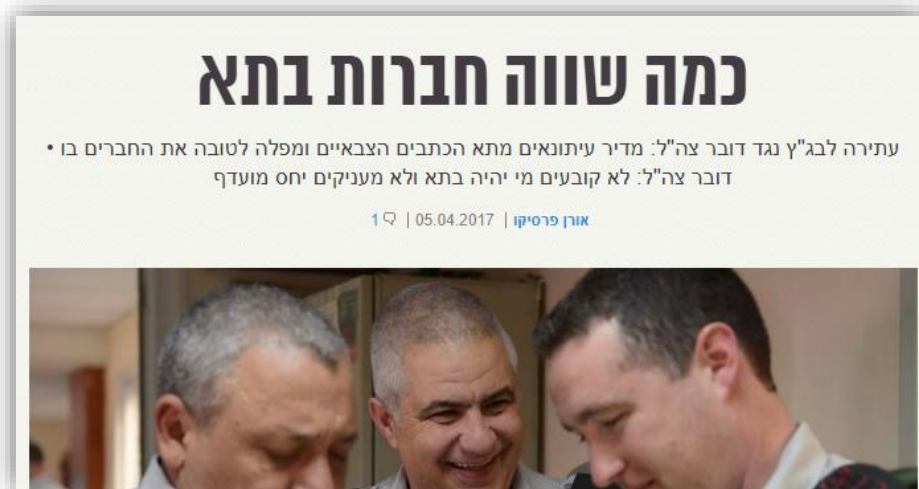 כמה שווה חברות בתא
עתירה לבג"ץ נגד דובר צה"ל: מדיר עיתונאים מתא הכתבים הצבאיים ומפלה לטובה את החברים בו •
דובר צה"ל: לא קובעים מי יהיה בתא ולא מעניקים יחס מועדף
אורן פרסיקו | 05.04.2017 | 1